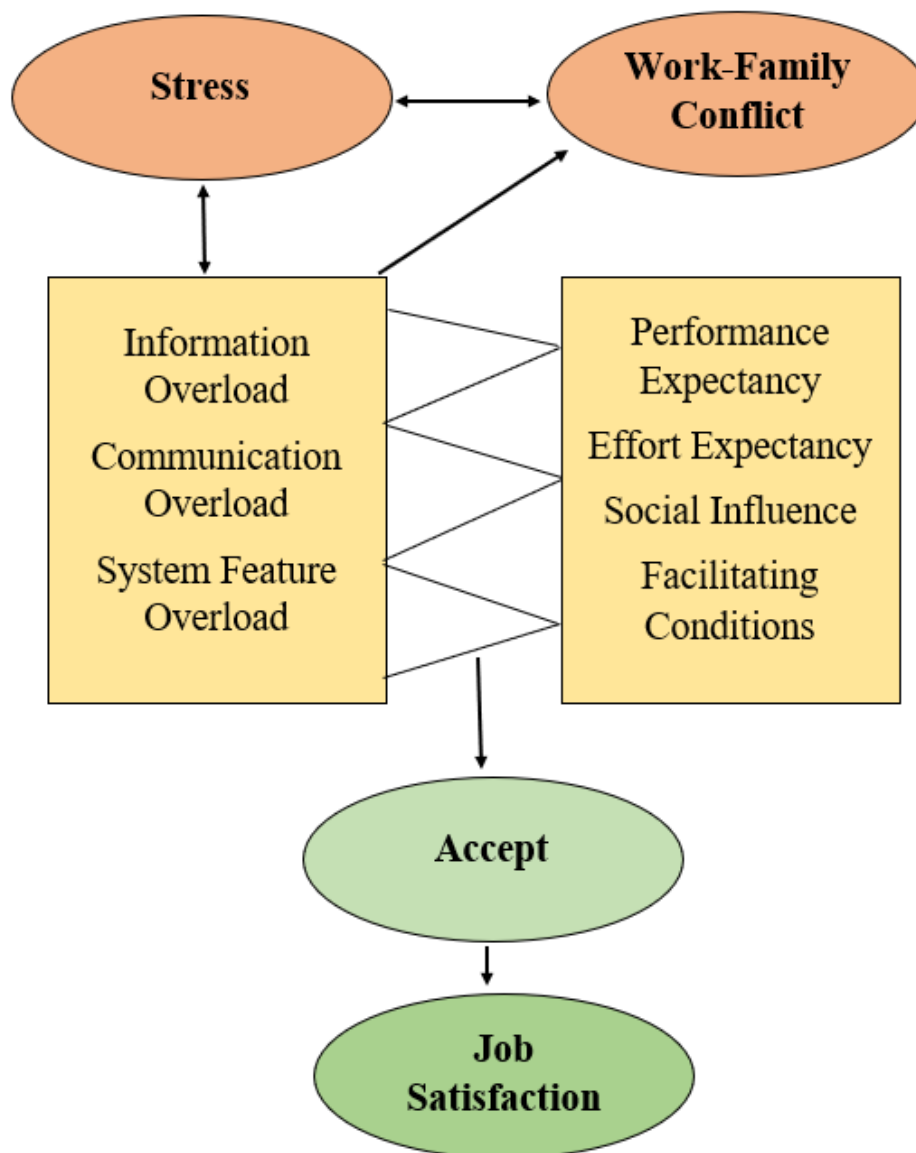 Stress
Work-Family
Conflict
Information
Overload
Communication
Overload
System Feature
Overload
Performance
Expectancy
Effort Expectancy
Social Influence
Facilitating
Conditions
Accept
Job
Satisfaction